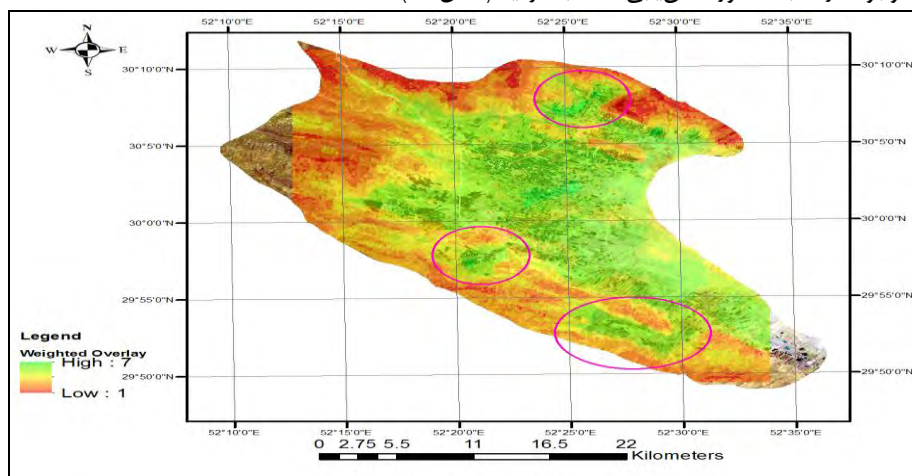 N
W E
S
52°10'0"E 52°15'0"E 52°20'0"E 52°25'0"E 52°30'0"E 52°35'0"E
30°10'0"N 30°10'0"N
30°5'0"N 30°5'0"N
30°0'0"N 30°0'0"N
29°55'0"N 29°55'0"N
29°50'0"N 29°50'0"N
Legend
Weighted Overlay
High : 7
Low : 1
52°10'0"E 52°15'0"E 52°20'0"E 52°25'0"E 52°30'0"E 52°35'0"E
0 2.75 5.5 11 16.5 22
Kilometers